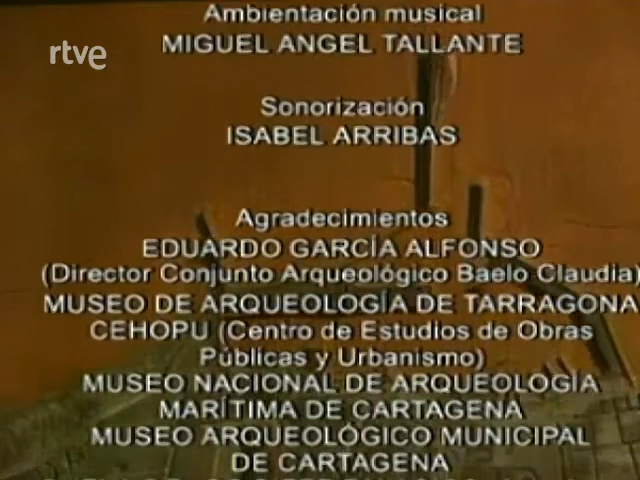 Ambientación musical
rtve
MIGUEL ANGEL TALLANTE
Sonorización
ISABEL ARRIBAS
Agradecimientos
EDUARDO GARCÍA ALFONSO
(Director Conjunto Arqueológico Baelo Claudia)
MUSEO DE ARQUEOLOGÍA DE TARRAGONA
CEHOPU (Centro de Estudios de Obras
Públicas y Urbanismo)
MUSEO NACIONAL DE ARQUEOLOGÍA
MARÍTIMA DE CARTAGENA
MUSEO ARQUEOLÓGICO MUNICIPAL
DE CARTAGENA